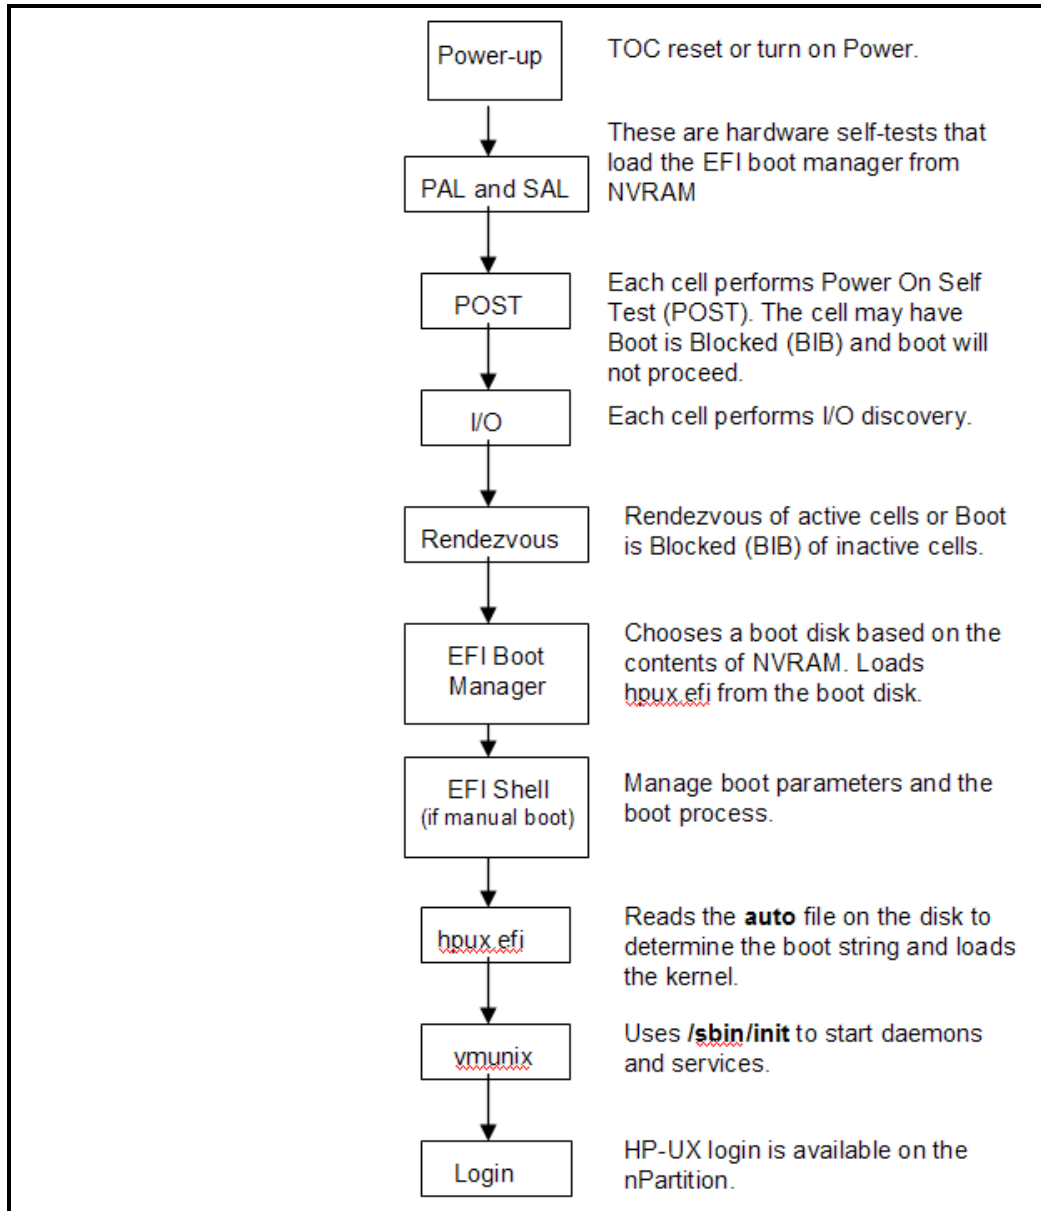 Power-up
TOC reset or turn on Power.
PAL and SAL
These are hardware self-tests that
load the EFI boot manager from
NVRAM
POST
Each cell performs Power On Self
Test (POST). The cell may have
Boot is Blocked (BIB) and boot will
not proceed.
I/O
Each cell performs I/O discovery.
Rendezvous
Rendezvous of active cells or Boot
is Blocked (BIB) of inactive cells.
EFI Boot
Manager
Chooses a boot disk based on the
contents of NVRAM. Loads
hpux.efi from the boot disk.
EFI Shell
(if manual boot)
Manage boot parameters and the
boot process.
hpux.efi
Reads the auto file on the disk to
determine the boot string and loads
the kernel.
vmunix
Uses /sbin/init to start daemons
and services.
Login
HP-UX login is available on the
nPartition.